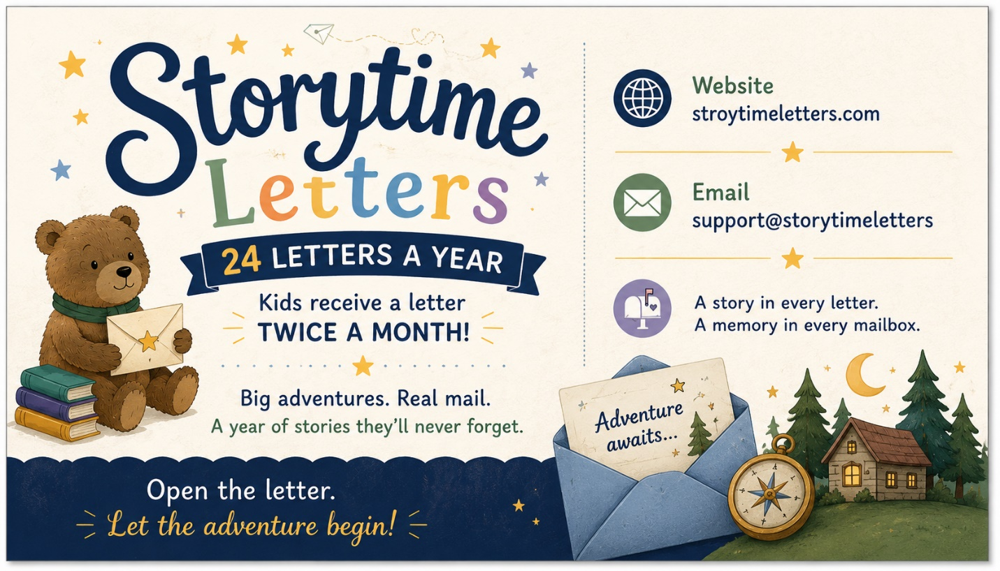 Storytime
Letters
24 LETTERS A YEAR
Kids receive a letter
TWICE A MONTH!
Big adventures. Real mail.
A year of stories they'll never forget.
Open the letter.
Let the adventure begin!
Website
stroytimeletters.com
Email
support@storytimeletters
A story in every letter.
A memory in every mailbox.
Adventure
awaits...